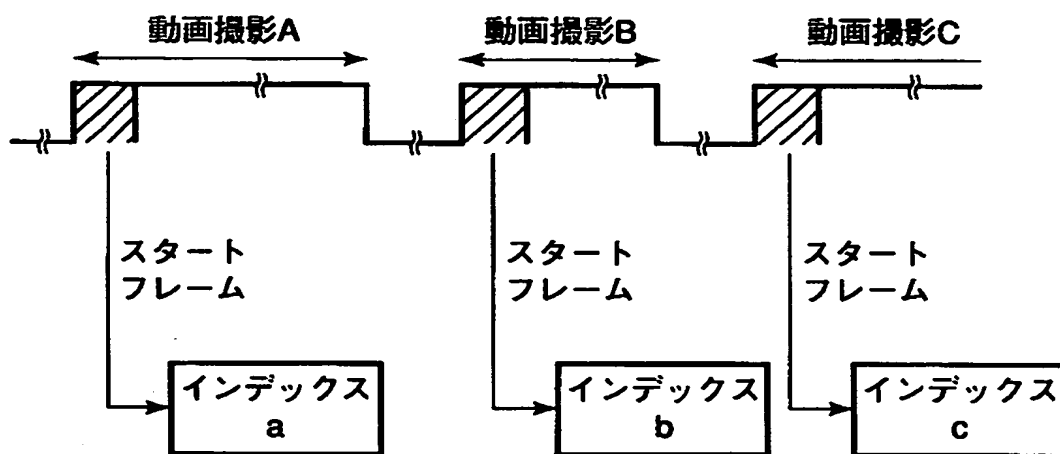 動画撮影A
動画撮影B
動画撮影C
スタート
フレーム
スタート
フレーム
スタート
フレーム
インデックス
a
インデックス
b
インデックス
c